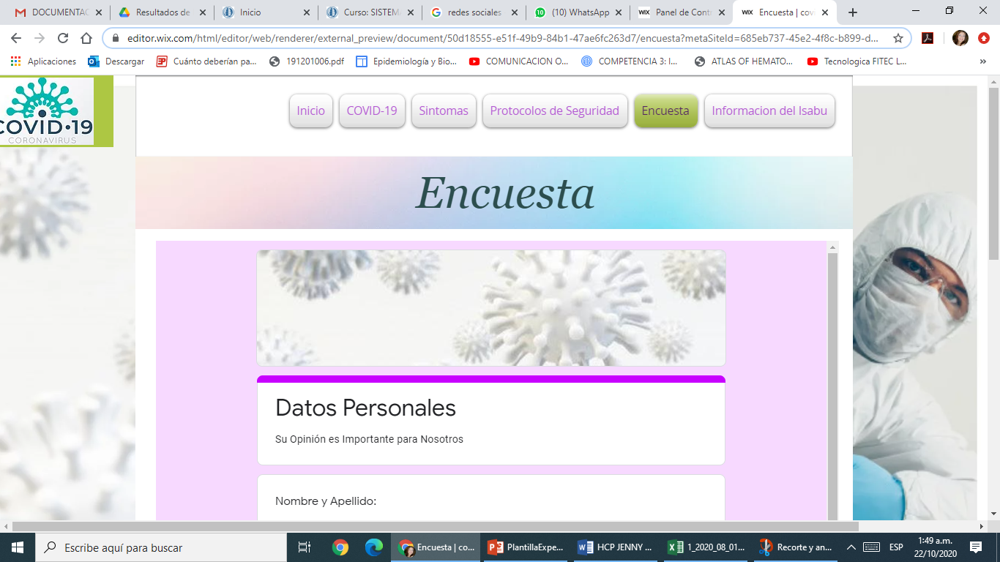 DOCUMENTAC
Resultados de
Inicio
Curso: SISTEMA
redes sociales
(10) WhatsApp
WIX Panel de Cont
WIX Encuesta | covi
editor.wix.com/html/editor/web/renderer/external_preview/document/50d18555-e51f-49b9-84b1-47ae6fc263d7/encuesta?metaSiteId=685eb737-45e2-4f8c-b899-d...
Aplicaciones
Descargar
Cuánto deberían pa...
191201006.pdf
Epidemiología y Bio...
COMUNICACION O...
COMPETENCIA 3: I...
ATLAS OF HEMATO...
Tecnologica FITEC L...
»
COVID•19
CORONAVIRUS
Inicio
COVID-19
Sintomas
Protocolos de Seguridad
Encuesta
Informacion del Isabu
Encuesta
Datos Personales
Su Opinión es Importante para Nosotros
Nombre y Apellido:
Escribe aquí para buscar
Encuesta | co...
PlantillaExpe...
HCP JENNY ...
1_2020_08_01...
Recorte y an...
ESP
1:49 a.m.
22/10/2020